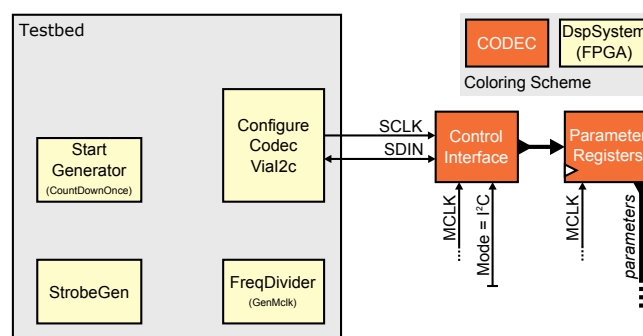 Testbed
CODEC
DspSystem
(FPGA)
Coloring Scheme
Configure
Codec
ViaI2c
SCLK
SDIN
Control
Interface
Parameter
Registers
Start
Generator
(CountDownOnce)
MCLK
Mode = I²C
MCLK
parameters
StrobeGen
FreqDivider
(GenMclk)